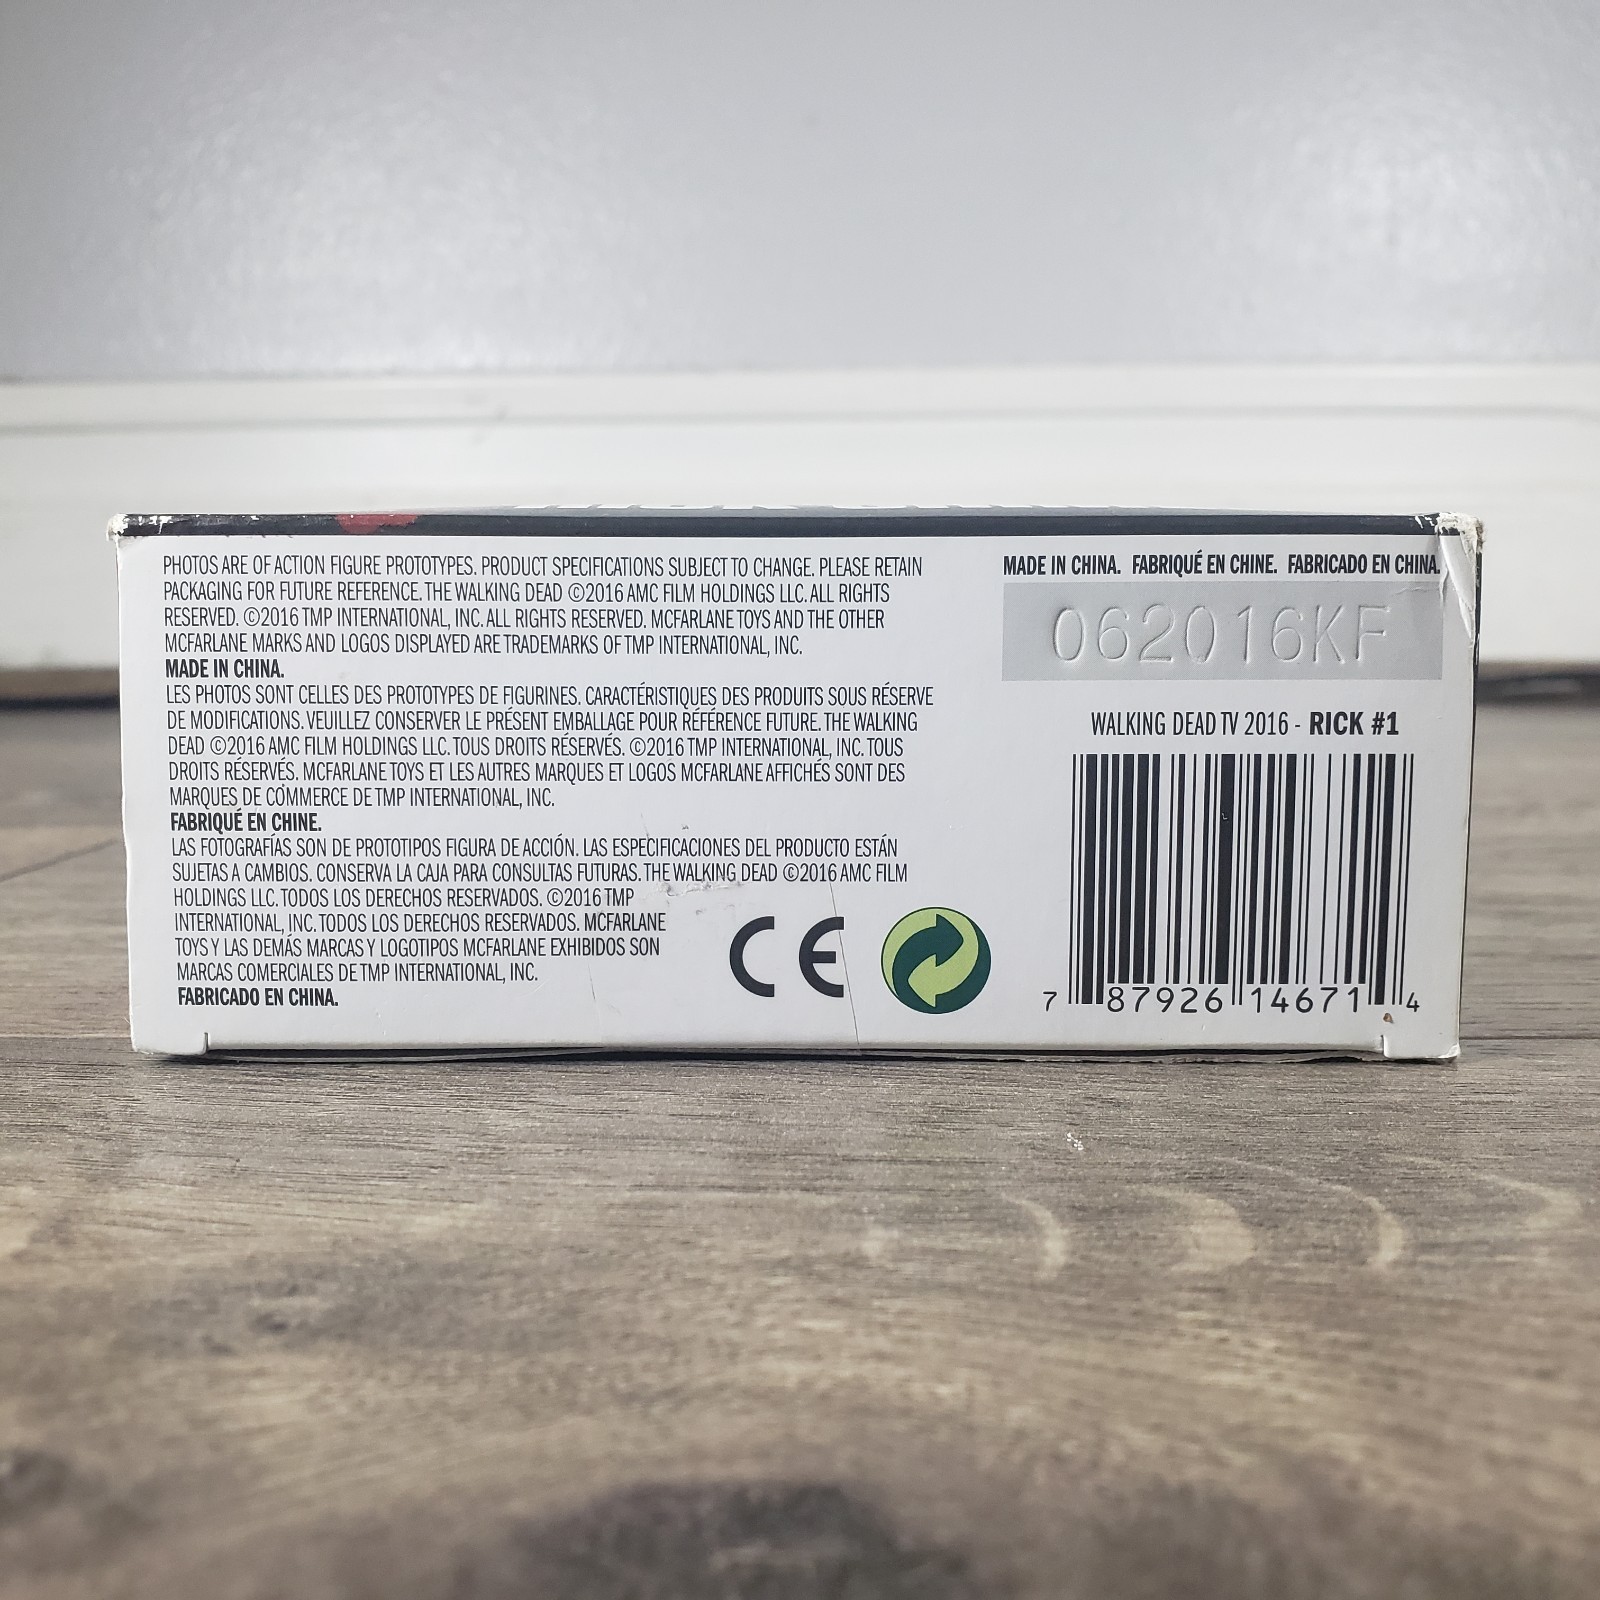 PHOTOS ARE OF ACTION FIGURE PROTOTYPES. PRODUCT SPECIFICATIONS SUBJECT TO CHANGE. PLEASE RETAIN
PACKAGING FOR FUTURE REFERENCE. THE WALKING DEAD ©2016 AMC FILM HOLDINGS LLC. ALL RIGHTS
RESERVED. ©2016 TMP INTERNATIONAL, INC. ALL RIGHTS RESERVED. MCFARLANE TOYS AND THE OTHER
MCFARLANE MARKS AND LOGOS DISPLAYED ARE TRADEMARKS OF TMP INTERNATIONAL, INC.
MADE IN CHINA.
LES PHOTOS SONT CELLES DES PROTOTYPES DE FIGURINES. CARACTÉRISTIQUES DES PRODUITS SOUS RÉSERVE
DE MODIFICATIONS. VEUILLEZ CONSERVER LE PRÉSENT EMBALLAGE POUR RÉFÉRENCE FUTURE. THE WALKING
DEAD ©2016 AMC FILM HOLDINGS LLC. TOUS DROITS RÉSERVÉS. ©2016 TMP INTERNATIONAL, INC. TOUS
DROITS RÉSERVÉS. MCFARLANE TOYS ET LES AUTRES MARQUES ET LOGOS MCFARLANE AFFICHÉS SONT DES
MARQUES DE COMMERCE DE TMP INTERNATIONAL, INC.
FABRIQUÉ EN CHINE.
LAS FOTOGRAFÍAS SON DE PROTOTIPOS FIGURA DE ACCIÓN. LAS ESPECIFICACIONES DEL PRODUCTO ESTÁN
SUJETAS A CAMBIOS. CONSERVA LA CAJA PARA CONSULTAS FUTURAS. THE WALKING DEAD ©2016 AMC FILM
HOLDINGS LLC. TODOS LOS DERECHOS RESERVADOS. ©2016 TMP
INTERNATIONAL, INC. TODOS LOS DERECHOS RESERVADOS. MCFARLANE
TOYS Y LAS DEMÁS MARCAS Y LOGOTIPOS MCFARLANE EXHIBIDOS SON
MARCAS COMERCIALES DE TMP INTERNATIONAL, INC.
FABRICADO EN CHINA.
CE
MADE IN CHINA. FABRIQUÉ EN CHINE. FABRICADO EN CHINA.
062016KF
WALKING DEAD TV 2016 - RICK #1
7 87926 14671 4